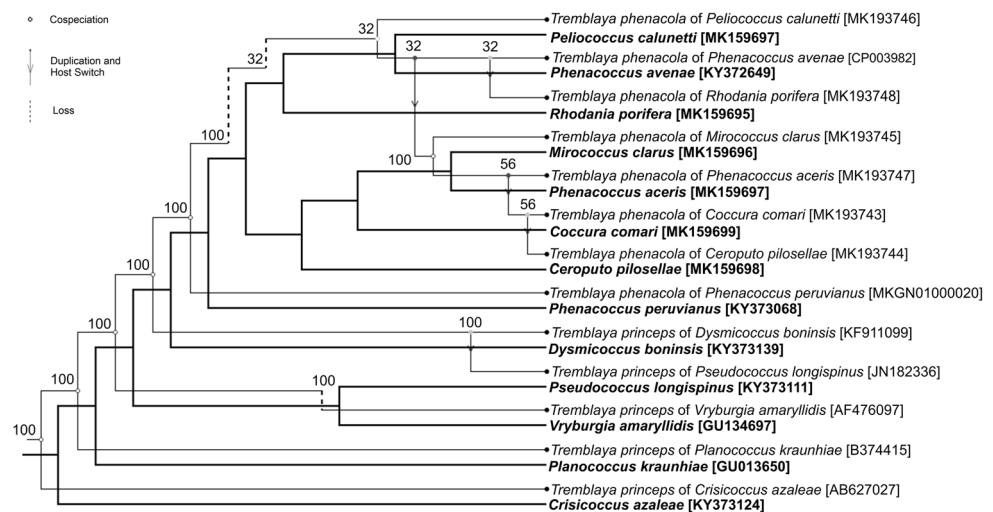 Cospeciation
Duplication and
Host Switch
Loss
32
Tremblaya phenacola of Peliococcus calunetti [MK193746]
Peliococcus calunetti [MK159697]
32
32
Tremblaya phenacola of Phenacoccus avenae [CP003982]
Phenacoccus avenae [KY372649]
32
Tremblaya phenacola of Rhodania porifera [MK193748]
Rhodania porifera [MK159695]
100
Tremblaya phenacola of Mirococcus clarus [MK193745]
Mirococcus clarus [MK159696]
100
56
Tremblaya phenacola of Phenacoccus aceris [MK193747]
Phenacoccus aceris [MK159697]
56
Tremblaya phenacola of Coccura comari [MK193743]
Coccura comari [MK159699]
100
Tremblaya phenacola of Ceroputo pilosellae [MK193744]
Ceroputo pilosellae [MK159698]
100
Tremblaya phenacola of Phenacoccus peruvianus [MKGN01000020]
Phenacoccus peruvianus [KY373068]
100
100
Tremblaya princeps of Dysmicoccus boninsis [KF911099]
Dysmicoccus boninsis [KY373139]
Tremblaya princeps of Pseudococcus longispinus [JN182336]
100
100
Pseudococcus longispinus [KY373111]
Tremblaya princeps of Vryburgia amaryllidis [AF476097]
Vryburgia amaryllidis [GU134697]
100
Tremblaya princeps of Planococcus kraunhiae [B374415]
Planococcus kraunhiae [GU013650]
Tremblaya princeps of Crisicoccus azaleae [AB627027]
Crisicoccus azaleae [KY373124]